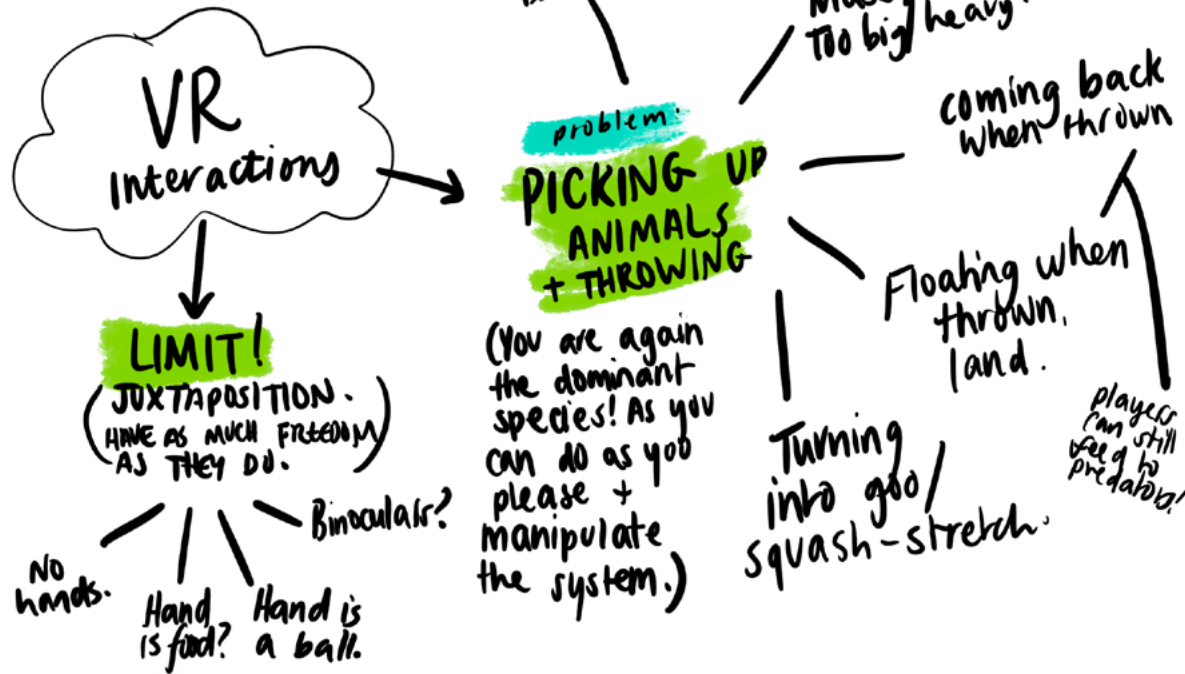 VR
Interactions
LIMIT!
(JUXTAPOSITION.
HAVE AS MUCH FREEDOM
AS THEY DO.)
No
hands.
Hand
is food?
Hand is
a ball.
Binoculars?
problem:
PICKING UP
ANIMALS
+ THROWING
(You are again
the dominant
species! As you
can do as you
please +
manipulate
the system.)
Too big/heavy
coming back
when thrown
Floating when
thrown,
land.
players
can still
feed to
predators!
Turning
into goo/
squash-stretch.